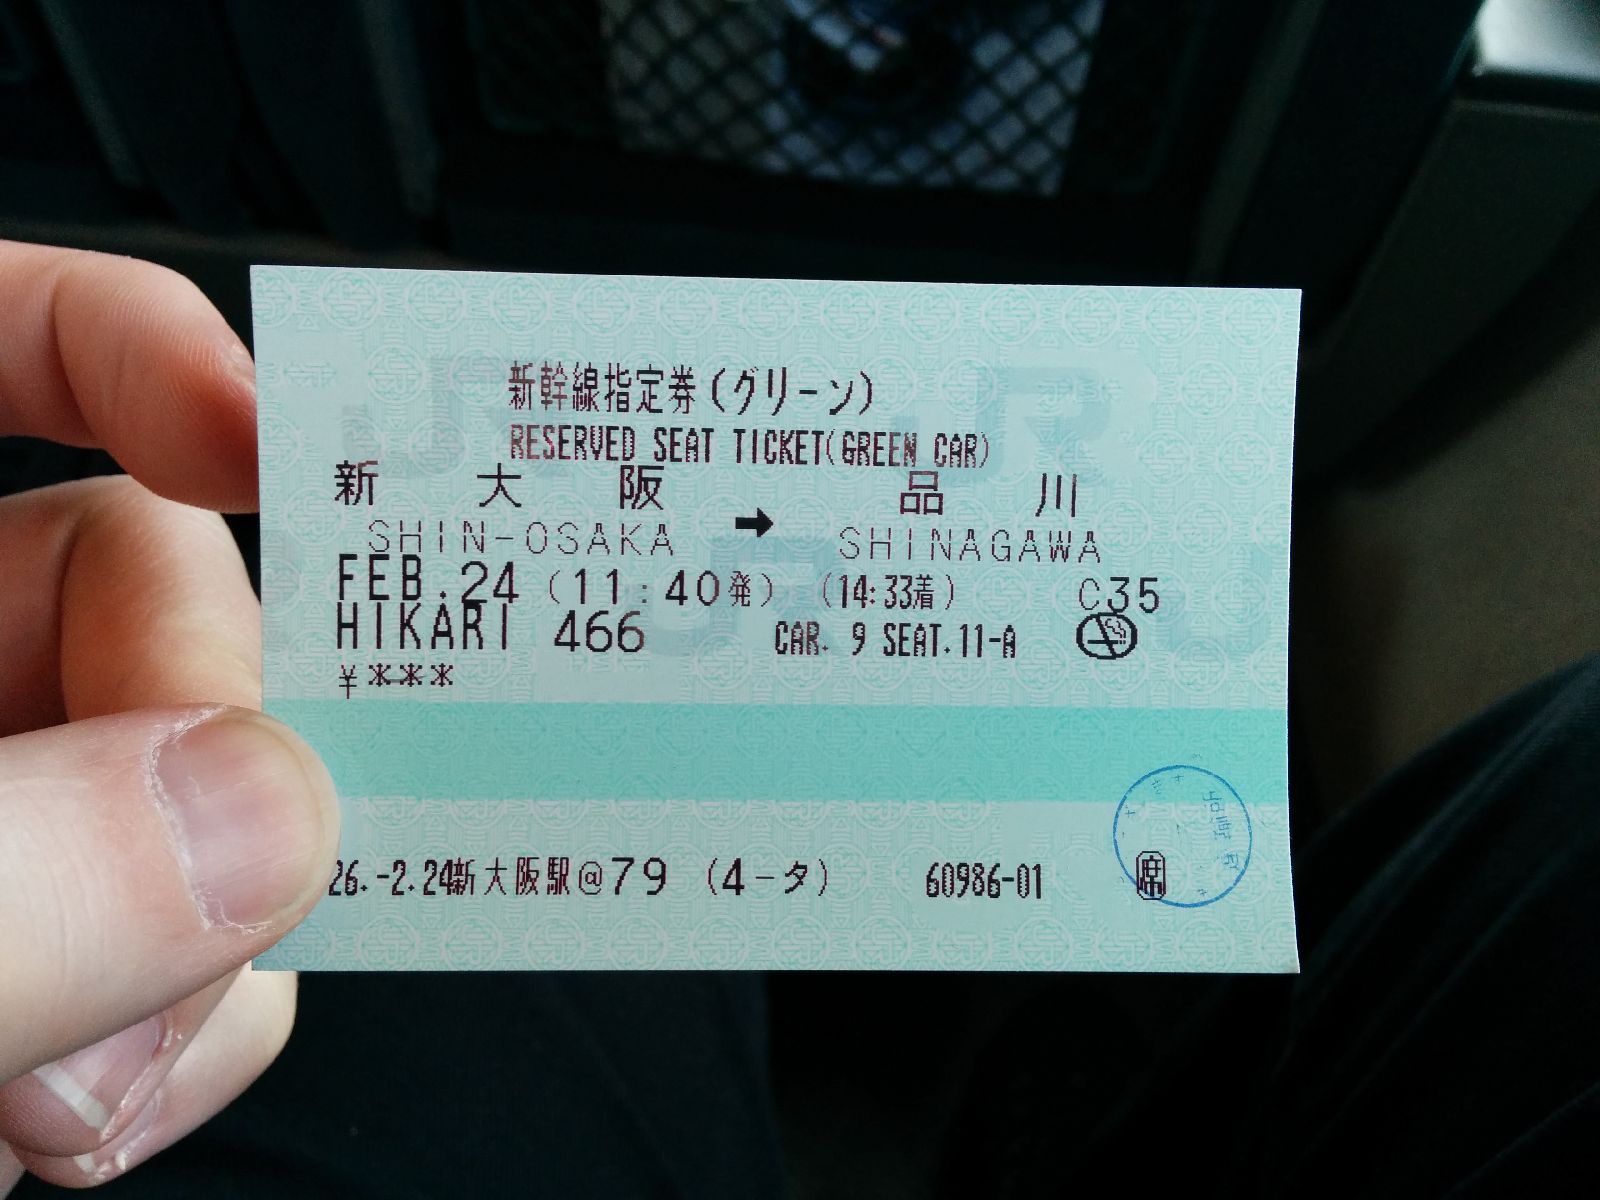 新幹線指定券(グリーン)
RESERVED SEAT TICKET(GREEN CAR)
新 大 阪 ➡ 品 川
SHIN-OSAKA SHINAGAWA
FEB.24 (11:40発) (14:33着) C35
HIKARI 466 CAR. 9 SEAT.11-A
¥***
26.-2.24新大阪駅@79 (4-タ) 60986-01 席